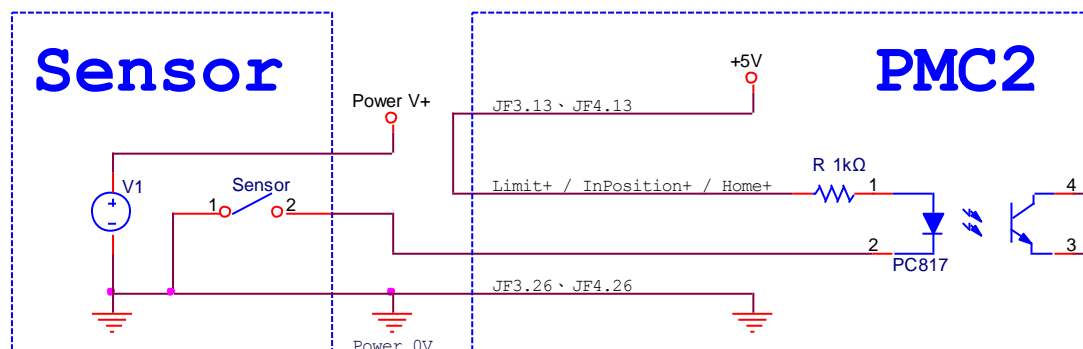 Sensor
PMC2
+5V
Power V+
JF3.13、JF4.13
R 1kΩ
V1
Sensor
Limit+ / InPosition+ / Home+
1
4
1
2
2
3
PC817
JF3.26、JF4.26
Power 0V